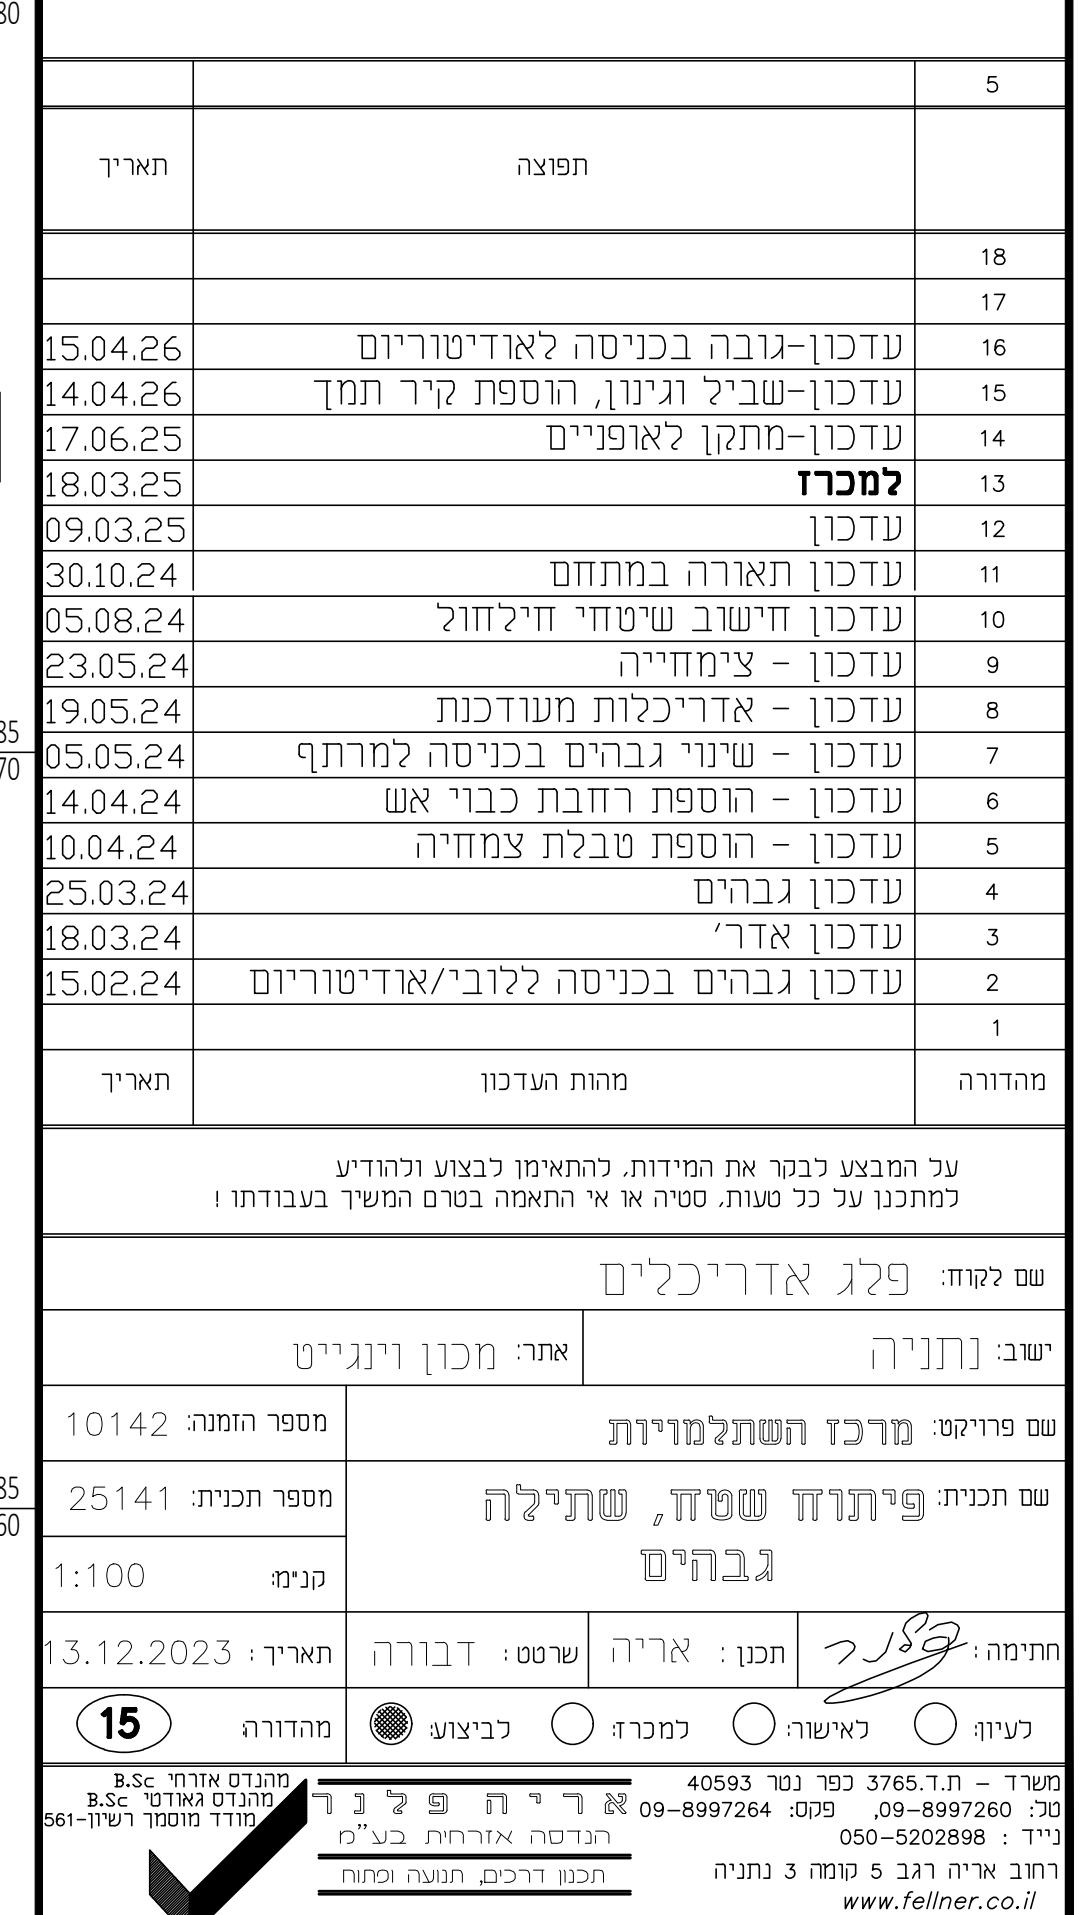 80
5
תפוצה תאריך
18
17
16 עדכון-גובה בכניסה לאודיטוריום 15.04.26
15 עדכון-שביל וגינון, הוספת קיר תמך 14.04.26
14 עדכון-מתקן לאופניים 17.06.25
13 למכרז 18.03.25
12 עדכון 09.03.25
11 עדכון תאורה במתחם 30.10.24
10 עדכון חישוב שיטחי חילחול 05.08.24
9 עדכון - צימחייה 23.05.24
8 עדכון - אדריכלות מעודכנת 19.05.24
85
7 עדכון - שינוי גבהים בכניסה למרתף 05.05.24
70
6 עדכון - הוספת רחבת כבוי אש 14.04.24
5 עדכון - הוספת טבלת צמחיה 10.04.24
4 עדכון גבהים 25.03.24
3 עדכון אדר' 18.03.24
2 עדכון גבהים בכניסה ללובי/אודיטוריום 15.02.24
1
מהדורה מהות העדכון תאריך
על המבצע לבקר את המידות, להתאימן לבצוע ולהודיע
למתכנן על כל טעות, סטיה או אי התאמה בטרם המשיך בעבודתו !
שם לקוח: פלג אדריכלים
ישוב: נתניה אתר: מכון וינגייט
שם פרויקט: מרכז השתלמויות מספר הזמנה: 10142
85
שם תכנית: פיתוח שטח, שתילה מספר תכנית: 25141
60
גבהים
קנ"מ: 1:100
חתימה: פלנר תכנן : אריה שרטט : דבורה תאריך : 13.12.2023
לעיון: לאישור: למכרז: לביצוע: מהדורה: 15
משרד - ת.ד.3765 כפר נטר 40593
טל: 09-8997260, פקס: 09-8997264
נייד : 050-5202898
רחוב אריה רגב 5 קומה 3 נתניה
www.fellner.co.il
אריה פלנר
הנדסה אזרחית בע"מ
תכנון דרכים, תנועה ופתוח
מהנדס אזרחי B.Sc
מהנדס גאודטי B.Sc
מודד מוסמך רשיון-561